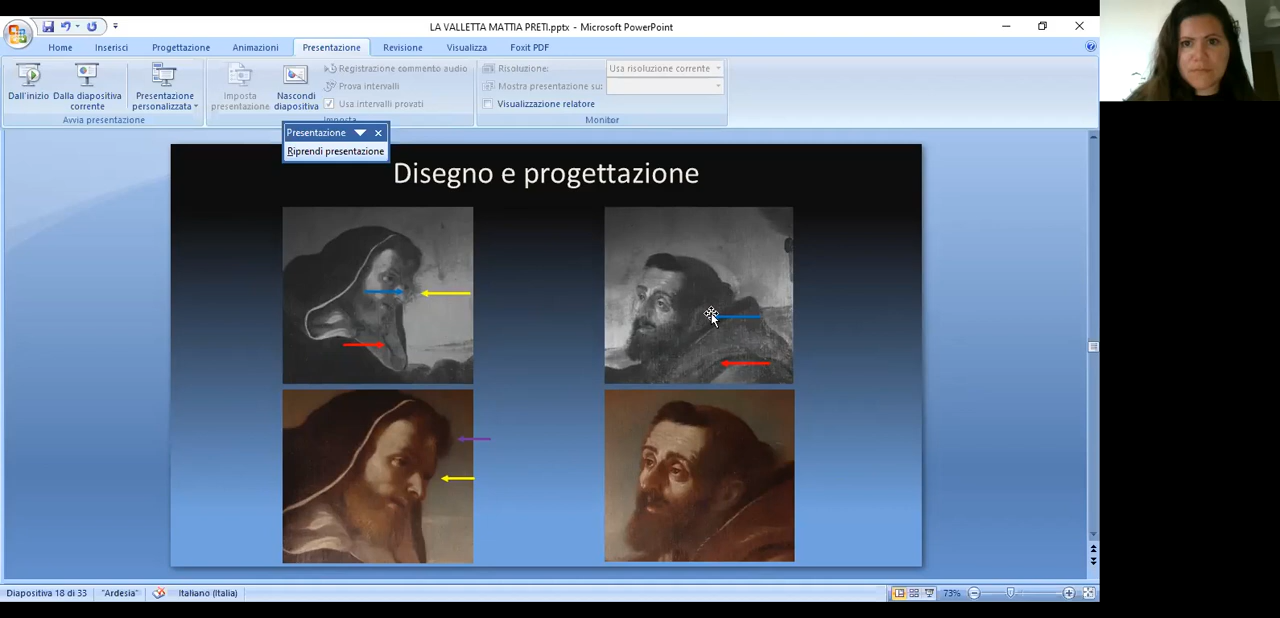 LA VALLETTA MATTIA PRETI.pptx - Microsoft PowerPoint
Home
Inserisci
Progettazione
Animazioni
Presentazione
Revisione
Visualizza
Foxit PDF
Dall'inizio
Dalla diapositiva
corrente
Presentazione
personalizzata
Avvia presentazione
Imposta
presentazione
Nascondi
diapositiva
Registrazione commento audio
Prova intervalli
Usa intervalli provati
Imposta
Risoluzione:
Usa risoluzione corrente
Mostra presentazione su:
Visualizzazione relatore
Monitor
Presentazione
Riprendi presentazione
Disegno e progettazione
Diapositiva 18 di 33
"Ardesia"
Italiano (Italia)
73%